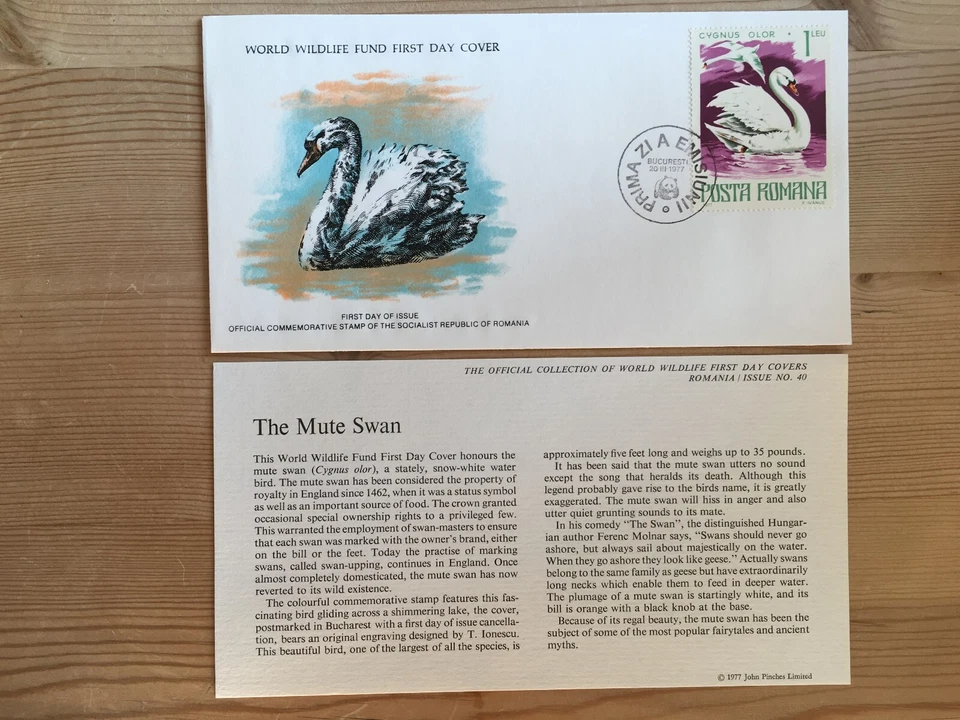 WORLD WILDLIFE FUND FIRST DAY COVER
CYGNUS OLOR • 1 LEU
POSTA ROMANA
PRIMA ZI A EMISIUNII
BUCURESTI
20·III·1977
FIRST DAY OF ISSUE
OFFICIAL COMMEMORATIVE STAMP OF THE SOCIALIST REPUBLIC OF ROMANIA
THE OFFICIAL COLLECTION OF WORLD WILDLIFE FIRST DAY COVERS
ROMANIA / ISSUE NO. 40
The Mute Swan
This World Wildlife Fund First Day Cover honours the
mute swan (Cygnus olor), a stately, snow-white water
bird. The mute swan has been considered the property of
royalty in England since 1462, when it was a status symbol
as well as an important source of food. The crown granted
occasional special ownership rights to a privileged few.
This warranted the employment of swan-masters to ensure
that each swan was marked with the owner's brand, either
on the bill or the feet. Today the practise of marking
swans, called swan-upping, continues in England. Once
almost completely domesticated, the mute swan has now
reverted to its wild existence.
The colourful commemorative stamp features this fas-
cinating bird gliding across a shimmering lake, the cover,
postmarked in Bucharest with a first day of issue cancella-
tion, bears an original engraving designed by T. Ionescu.
This beautiful bird, one of the largest of all the species, is
approximately five feet long and weighs up to 35 pounds.
It has been said that the mute swan utters no sound
except the song that heralds its death. Although this
legend probably gave rise to the birds name, it is greatly
exaggerated. The mute swan will hiss in anger and also
utter quiet grunting sounds to its mate.
In his comedy "The Swan", the distinguished Hungar-
ian author Ferenc Molnar says, "Swans should never go
ashore, but always sail about majestically on the water.
When they go ashore they look like geese." Actually swans
belong to the same family as geese but have extraordinarily
long necks which enable them to feed in deeper water.
The plumage of a mute swan is startingly white, and its
bill is orange with a black knob at the base.
Because of its regal beauty, the mute swan has been the
subject of some of the most popular fairytales and ancient
myths.
© 1977 John Pinches Limited